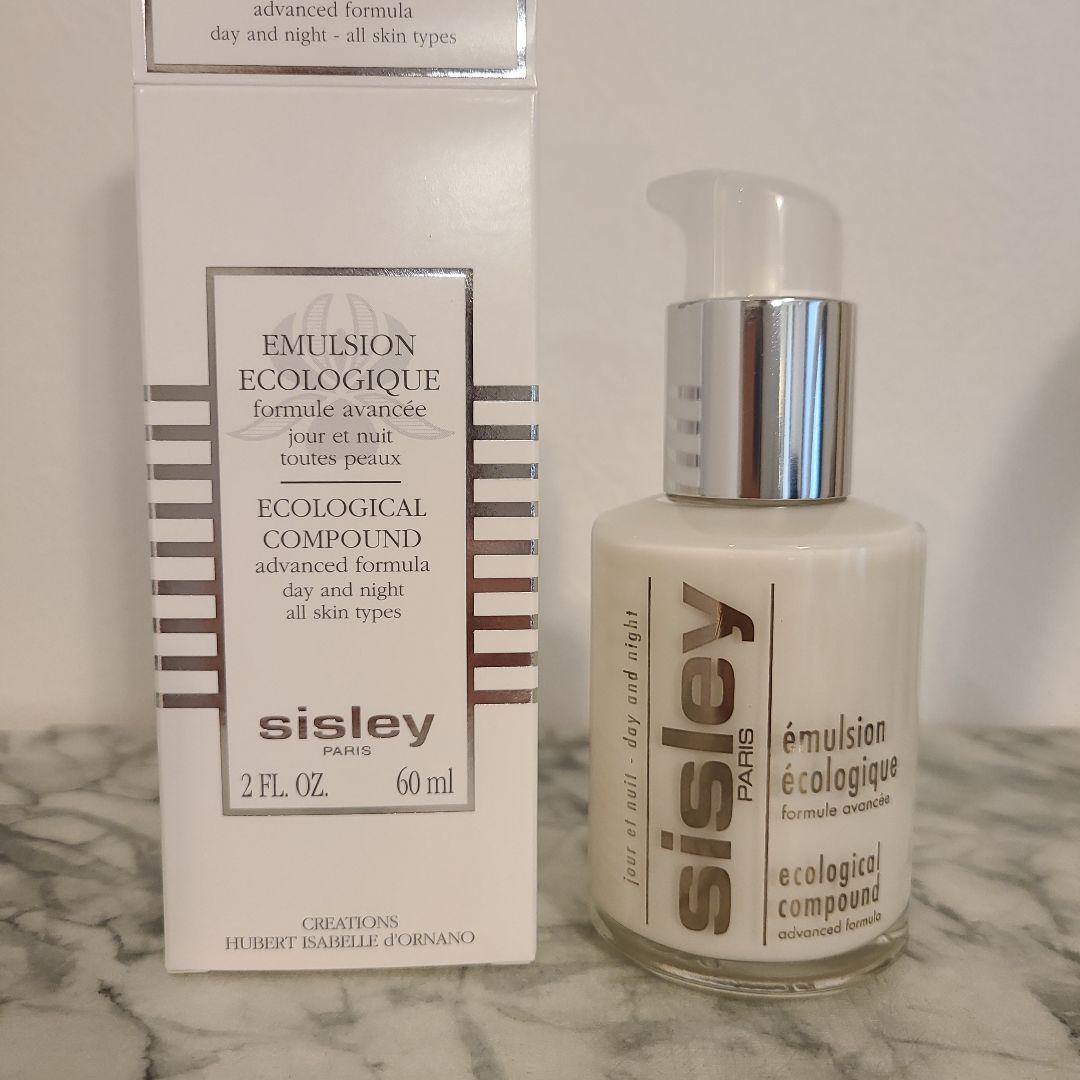 advanced formula
day and night - all skin types
EMULSION
ECOLOGIQUE
formule avancée
jour et nuit
toutes peaux
ECOLOGICAL
COMPOUND
advanced formula
day and night
all skin types
sisley
PARIS
2 FL. OZ. 60 ml
CREATIONS
HUBERT ISABELLE d'ORNANO
jour et nuit - day and night
sisley
PARIS
émulsion
écologique
formule avancée
ecological
compound
advanced formula